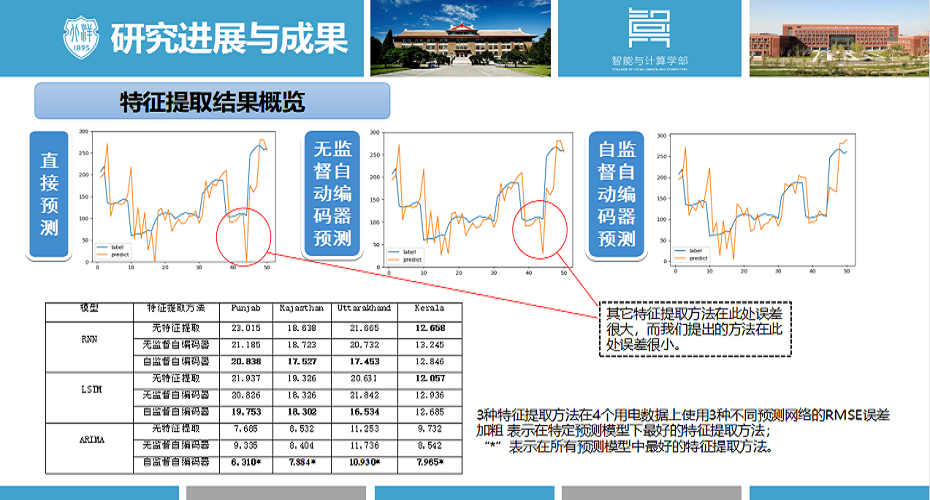 研究进展与成果
1895
智能与计算学部
COLLEGE OF INTELLIGENCE AND COMPUTING
特征提取结果概览
直接预测
无监督自动编码器预测
自监督自动编码器预测
300
250
200
150
100
50
0
0 10 20 30 40 50
label
predict
300
250
200
150
100
50
0
0 10 20 30 40 50
label
predict
300
250
200
150
100
50
0
0 10 20 30 40 50
label
predict
其它特征提取方法在此处误差
很大，而我们提出的方法在此
处误差很小。
模型 特征提取方法 Punjab Rajasthan Uttarakhand Kerala
RNN
无特征提取 23.015 18.638 21.665 12.658
无监督自编码器 21.185 18.723 20.732 13.245
自监督自编码器 20.838 17.527 17.453 12.846
LSTM
无特征提取 21.937 19.326 20.631 12.057
无监督自编码器 20.826 18.326 21.842 12.936
自监督自编码器 19.753 18.302 16.534 12.685
ARIMA
无特征提取 7.685 8.532 11.253 9.732
无监督自编码器 9.335 8.404 11.736 8.542
自监督自编码器 6.310* 7.884* 10.930* 7.965*
3种特征提取方法在4个用电数据上使用3种不同预测网络的RMSE误差
加粗 表示在特定预测模型下最好的特征提取方法；
“*”表示在所有预测模型中最好的特征提取方法。